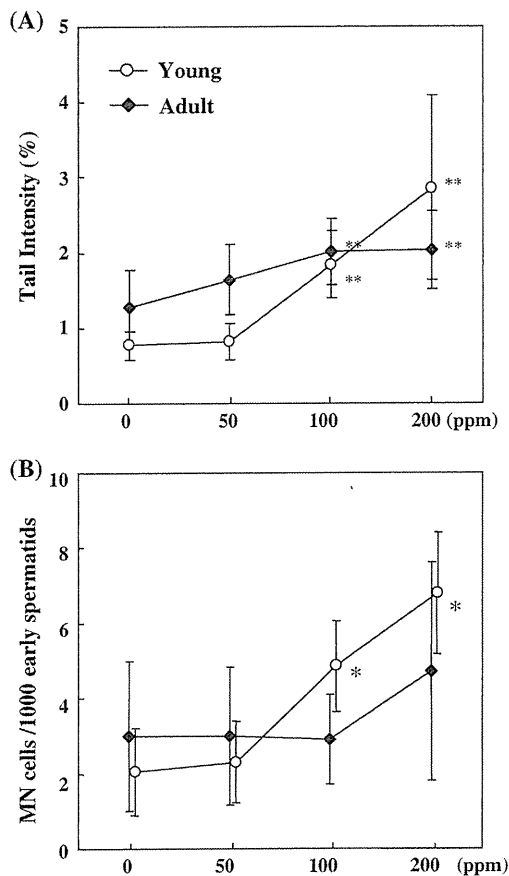 (A)
5
4
3
2
1
0
Tail Intensity (%)
Young
Adult
**
**
**
**
0 50 100 200 (ppm)
(B)
10
8
6
4
2
0
MN cells /1000 early spermatids
*
*
0 50 100 200 (ppm)